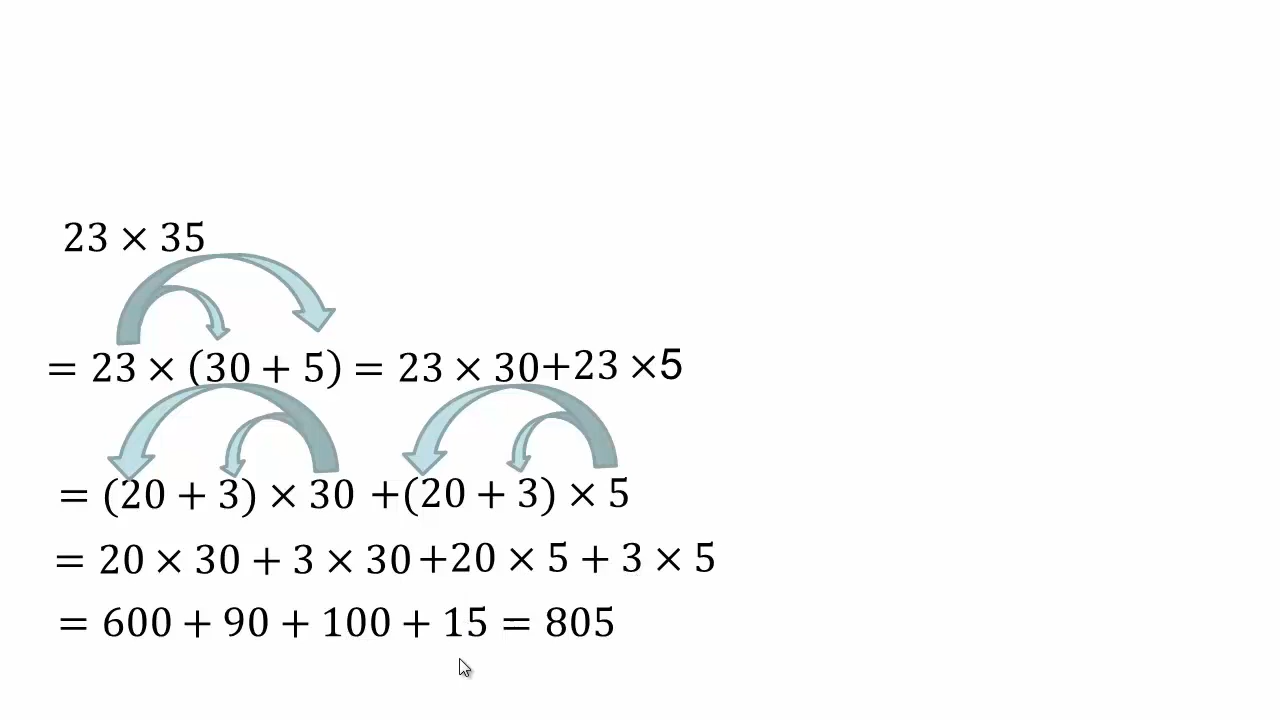 23 × 35
= 23 × (30 + 5) = 23 × 30+23 ×5
= (20 + 3) × 30 +(20 + 3) × 5
= 20 × 30 + 3 × 30+20 × 5 + 3 × 5
= 600 + 90 + 100 + 15 = 805